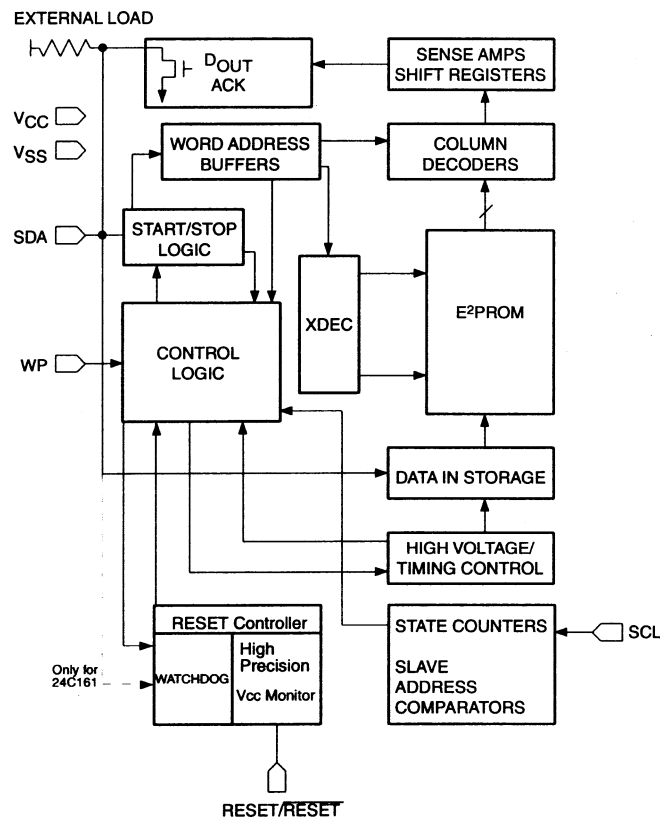 EXTERNAL LOAD
DOUT
ACK
SENSE AMPS
SHIFT REGISTERS
VCC
VSS
WORD ADDRESS
BUFFERS
COLUMN
DECODERS
SDA
START/STOP
LOGIC
XDEC
E²PROM
WP
CONTROL
LOGIC
DATA IN STORAGE
HIGH VOLTAGE/
TIMING CONTROL
RESET Controller
WATCHDOG
High
Precision
Vcc Monitor
STATE COUNTERS
SLAVE
ADDRESS
COMPARATORS
SCL
Only for
24C161
RESET/RESET